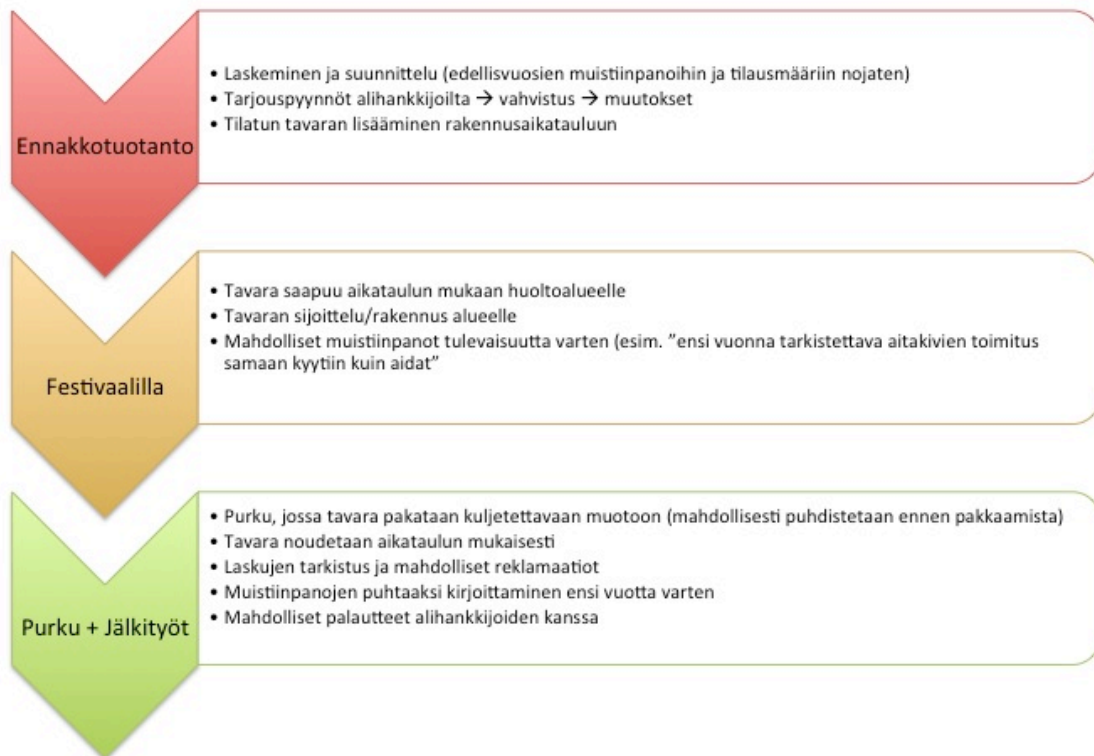 Ennakkotuotanto
• Laskeminen ja suunnittelu (edellisvuosien muistiinpanoihin ja tilausmääriin nojaten)
• Tarjouspyynnöt alihankkijoilta → vahvistus → muutokset
• Tilatun tavaran lisääminen rakennusaikatauluun
Festivaalilla
• Tavara saapuu aikataulun mukaan huoltoalueelle
• Tavaran sijoittelu/rakennus alueelle
• Mahdolliset muistiinpanot tulevaisuutta varten (esim. ”ensi vuonna tarkistettava aitakivien toimitus
samaan kyytiin kuin aidat”
Purku + Jälkityöt
• Purku, jossa tavara pakataan kuljetettavaan muotoon (mahdollisesti puhdistetaan ennen pakkaamista)
• Tavara noudetaan aikataulun mukaisesti
• Laskujen tarkistus ja mahdolliset reklamaatiot
• Muistiinpanojen puhtaaksi kirjoittaminen ensi vuotta varten
• Mahdolliset palautteet alihankkijoiden kanssa